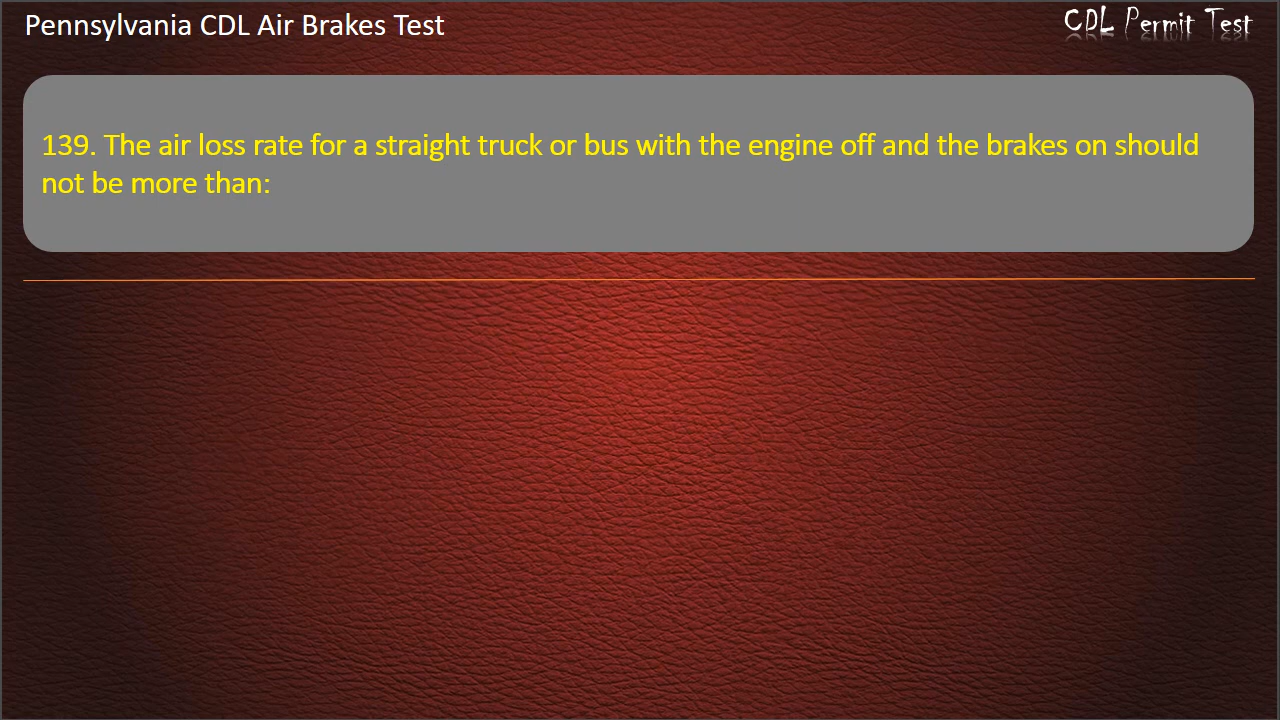 Pennsylvania CDL Air Brakes Test
CDL Permit Test
139. The air loss rate for a straight truck or bus with the engine off and the brakes on should
not be more than: